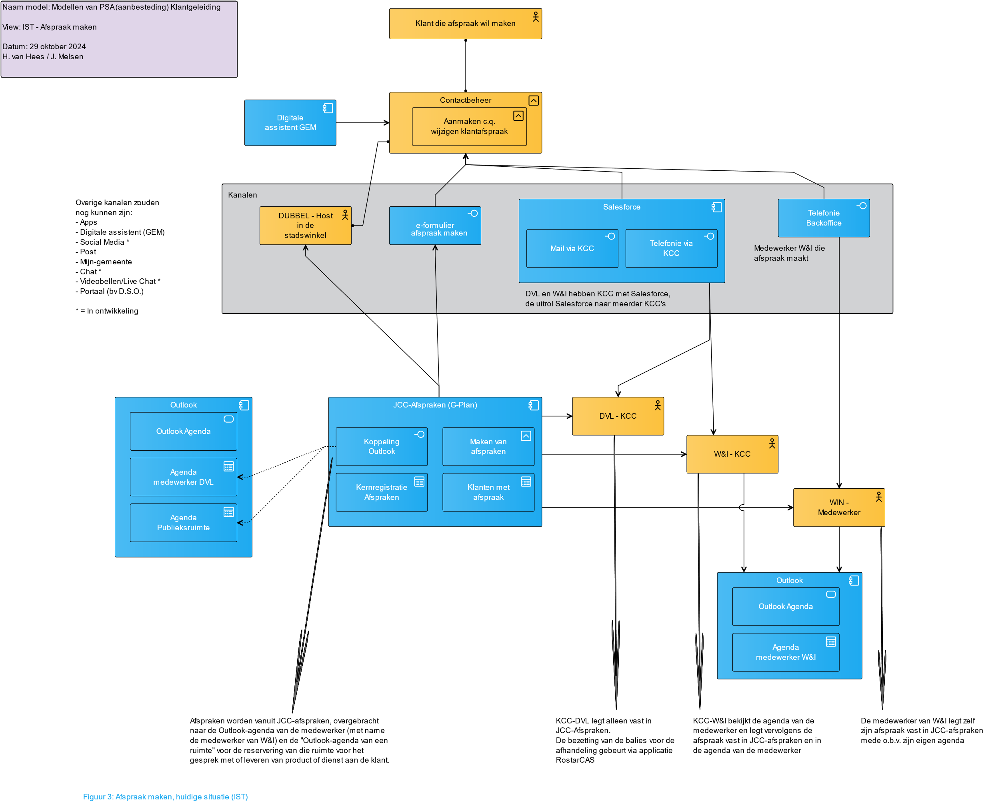 Naam model: Modellen van PSA (aanbesteding) Klantgeleiding
View: IST - Afspraak maken
Datum: 29 oktober 2024
H. van Hees / J. Melsen
Klant die afspraak wil maken
Contactbeheer
Aanmaken c.q.
wijzigen klantafspraak
Digitale
assistent GEM
Overige kanalen zouden
nog kunnen zijn:
- Apps
- Digitale assistent (GEM)
- Social Media *
- Post
- Mijn-gemeente
- Chat *
- Videobellen/Live Chat *
- Portaal (bv D.S.O.)
* = In ontwikkeling
Kanalen
DUBBEL - Host
in de
stadswinkel
e-formulier
afspraak maken
Salesforce
Mail via KCC
Telefonie via
KCC
DVL en W&I hebben KCC met Salesforce,
de uitrol Salesforce naar meerder KCC's
Telefonie
Backoffice
Medewerker W&I die
afspraak maakt
Outlook
Outlook Agenda
Agenda
medewerker DVL
Agenda
Publieksruimte
JCC-Afspraken (G-Plan)
Koppeling
Outlook
Maken van
afspraken
Kernregistratie
Afspraken
Klanten met
afspraak
DVL - KCC
W&I - KCC
WIN -
Medewerker
Outlook
Outlook Agenda
Agenda
medewerker W&I
Afspraken worden vanuit JCC-afspraken, overgebracht
naar de Outlook-agenda van de medewerker (met name
de medewerker van W&I) en de "Outlook-agenda van een
ruimte" voor de reservering van die ruimte voor het
gesprek met of leveren van product of dienst aan de klant.
KCC-DVL legt alleen vast in
JCC-Afspraken.
De bezetting van de balies voor de
afhandeling gebeurt via applicatie
RostarCAS
KCC-W&I bekijkt de agenda van de
medewerker en legt vervolgens de
afspraak vast in JCC-afspraken en in
de agenda van de medewerker
De medewerker van W&I legt zelf
zijn afspraak vast in JCC-afspraken
mede o.b.v. zijn eigen agenda
Figuur 3: Afspraak maken, huidige situatie (IST)